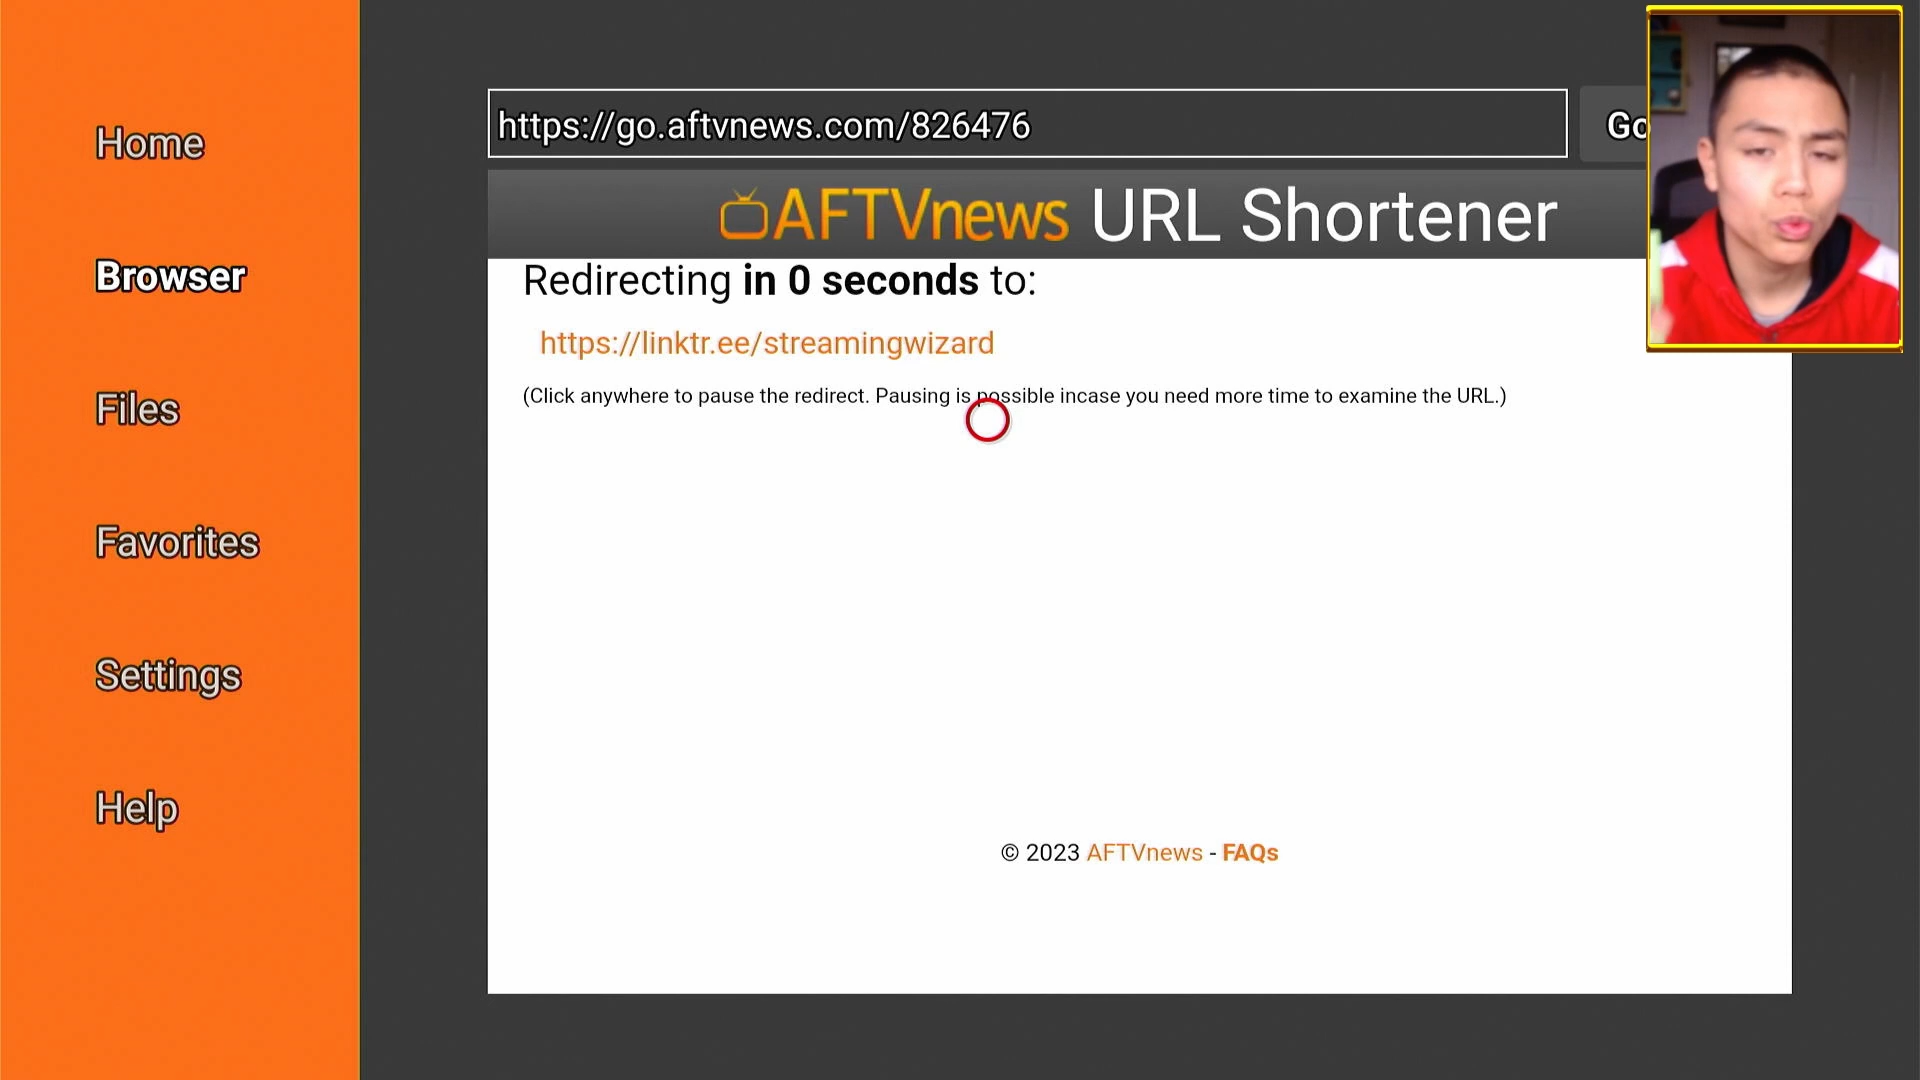 Home
Browser
Files
Favorites
Settings
Help
https://go.aftvnews.com/826476
Go
AFTVnews URL Shortener
Redirecting in 0 seconds to:
https://linktr.ee/streamingwizard
(Click anywhere to pause the redirect. Pausing is possible incase you need more time to examine the URL.)
© 2023 AFTVnews - FAQs